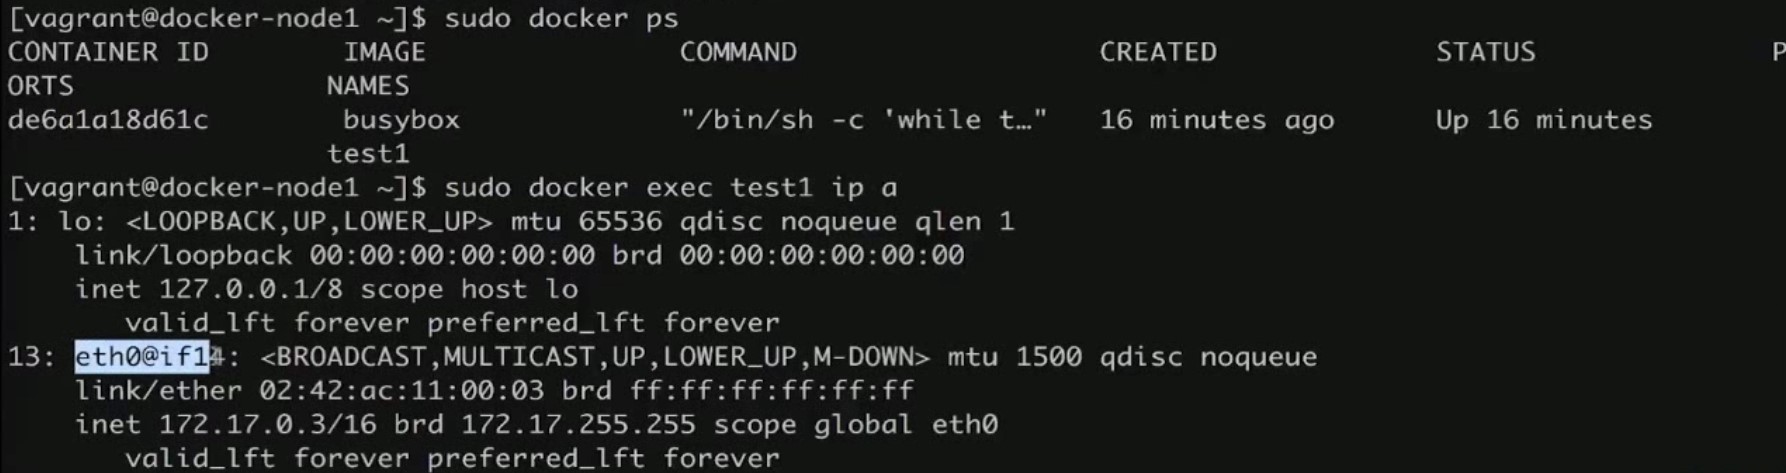 [vagrant@docker-node1 ~]$ sudo docker ps
CONTAINER ID        IMAGE               COMMAND                  CREATED             STATUS              P
ORTS               NAMES
de6a1a18d61c        busybox             "/bin/sh -c 'while t…"   16 minutes ago      Up 16 minutes
                   test1
[vagrant@docker-node1 ~]$ sudo docker exec test1 ip a
1: lo: <LOOPBACK,UP,LOWER_UP> mtu 65536 qdisc noqueue qlen 1
    link/loopback 00:00:00:00:00:00 brd 00:00:00:00:00:00
    inet 127.0.0.1/8 scope host lo
       valid_lft forever preferred_lft forever
13: eth0@if14: <BROADCAST,MULTICAST,UP,LOWER_UP,M-DOWN> mtu 1500 qdisc noqueue
    link/ether 02:42:ac:11:00:03 brd ff:ff:ff:ff:ff:ff
    inet 172.17.0.3/16 brd 172.17.255.255 scope global eth0
       valid_lft forever preferred_lft forever